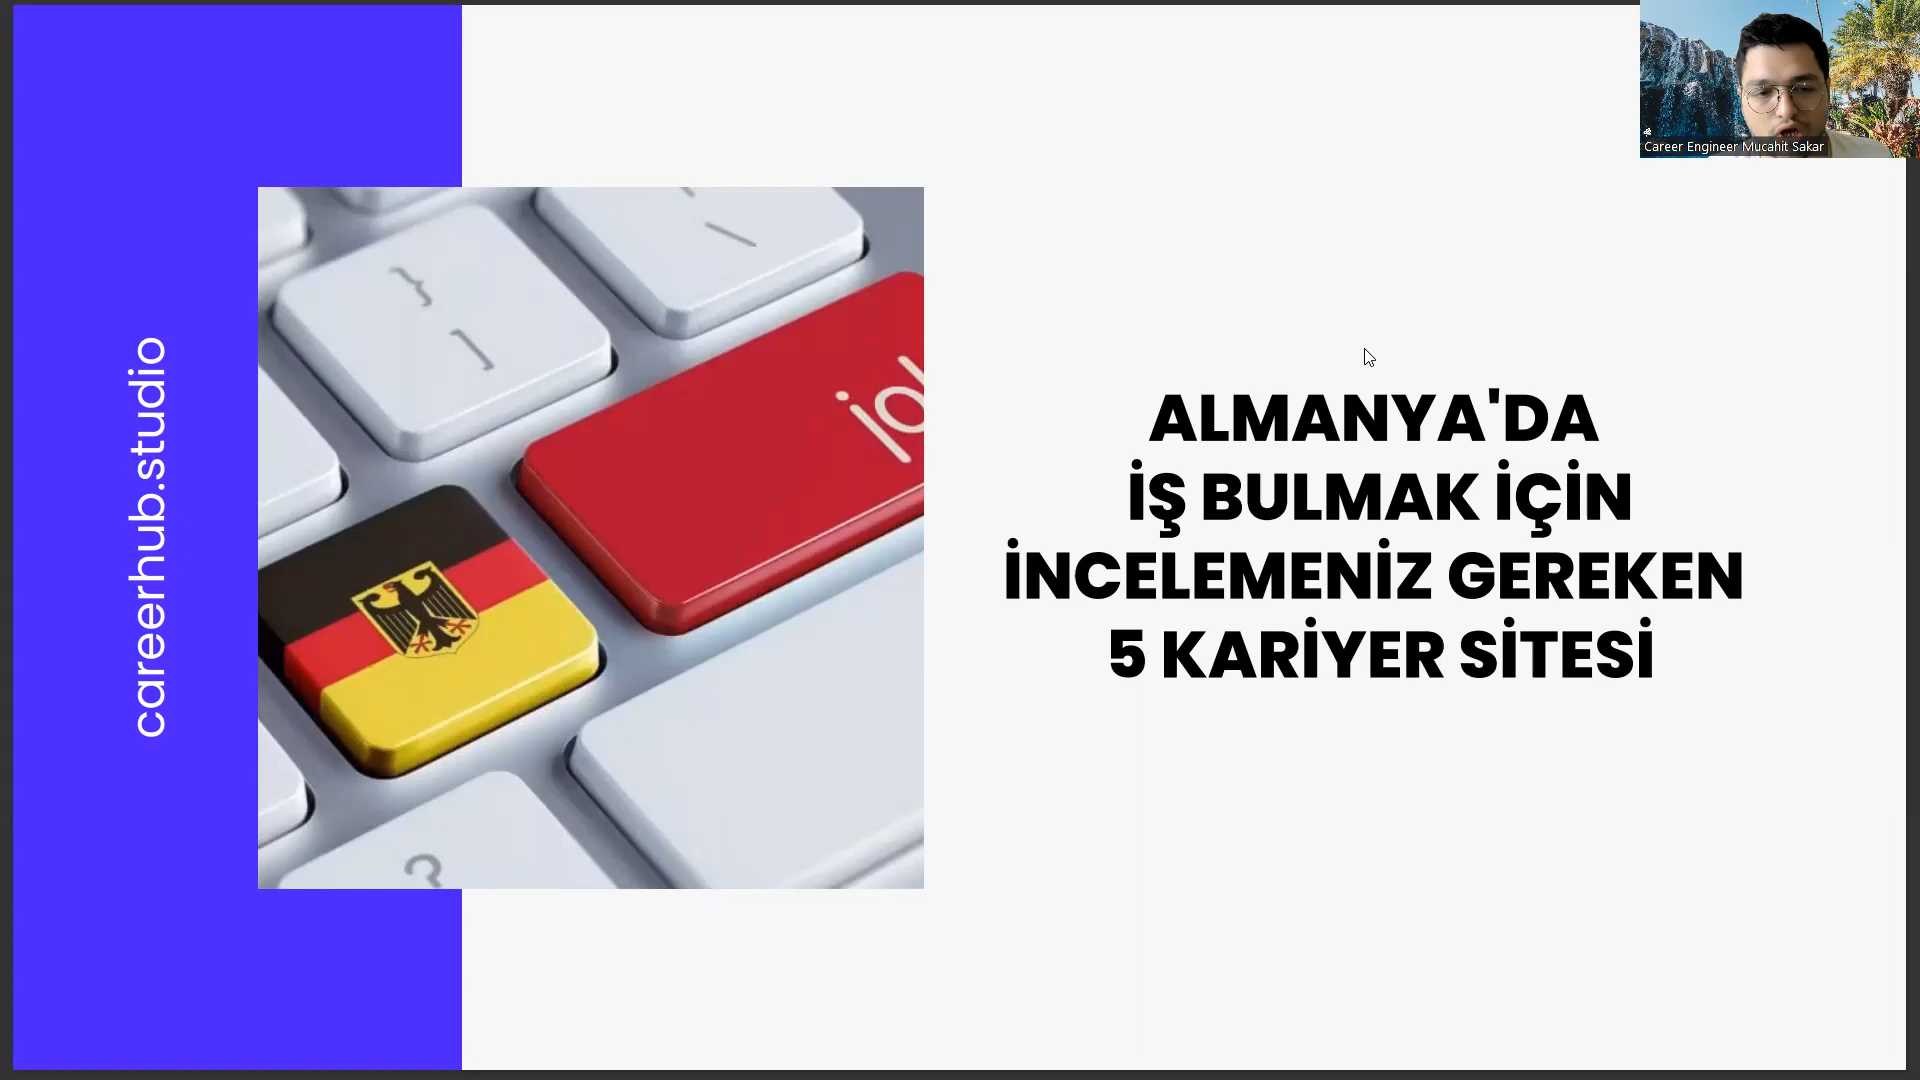 careerhub.studio
ALMANYA'DA
İŞ BULMAK İÇİN
İNCELEMENİZ GEREKEN
5 KARİYER SİTESİ
Career Engineer Mucahit Sakar